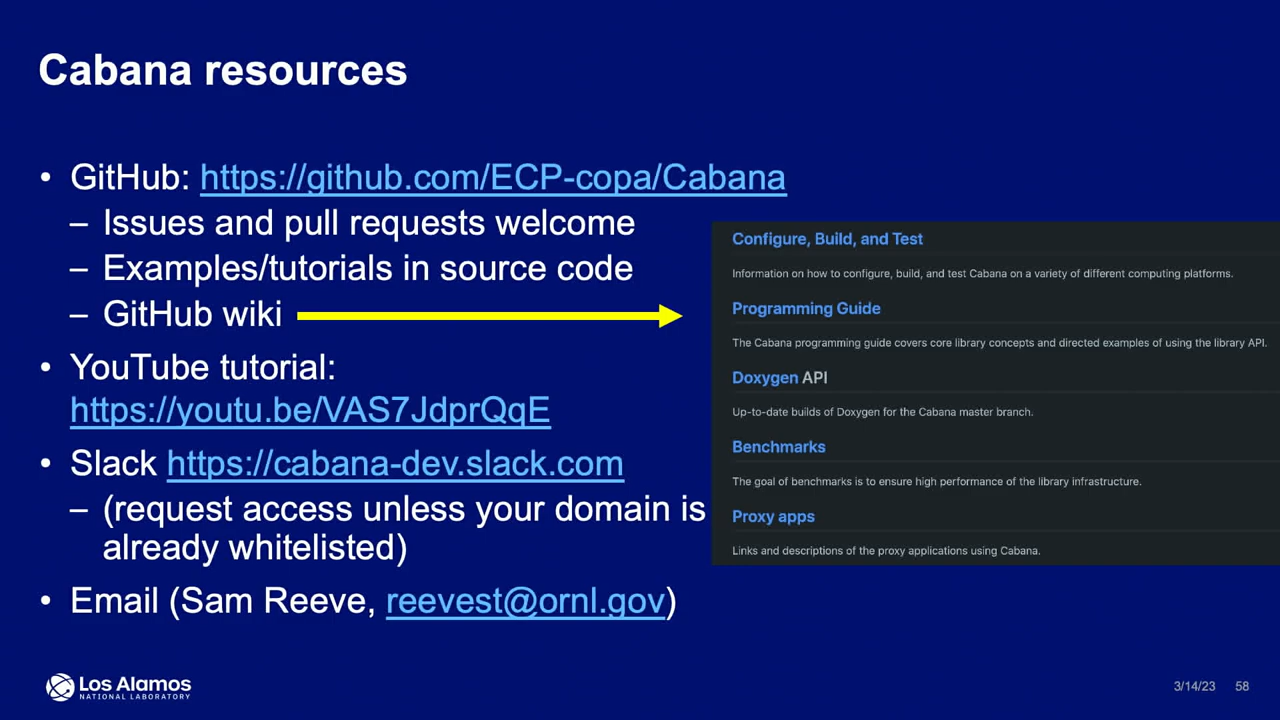 Cabana resources
• GitHub: https://github.com/ECP-copa/Cabana
– Issues and pull requests welcome
– Examples/tutorials in source code
– GitHub wiki
• YouTube tutorial:
https://youtu.be/VAS7JdprQqE
• Slack https://cabana-dev.slack.com
– (request access unless your domain is
already whitelisted)
• Email (Sam Reeve, reevest@ornl.gov)
Configure, Build, and Test
Information on how to configure, build, and test Cabana on a variety of different computing platforms.
Programming Guide
The Cabana programming guide covers core library concepts and directed examples of using the library API.
Doxygen API
Up-to-date builds of Doxygen for the Cabana master branch.
Benchmarks
The goal of benchmarks is to ensure high performance of the library infrastructure.
Proxy apps
Links and descriptions of the proxy applications using Cabana.
Los Alamos
NATIONAL LABORATORY
3/14/23 58